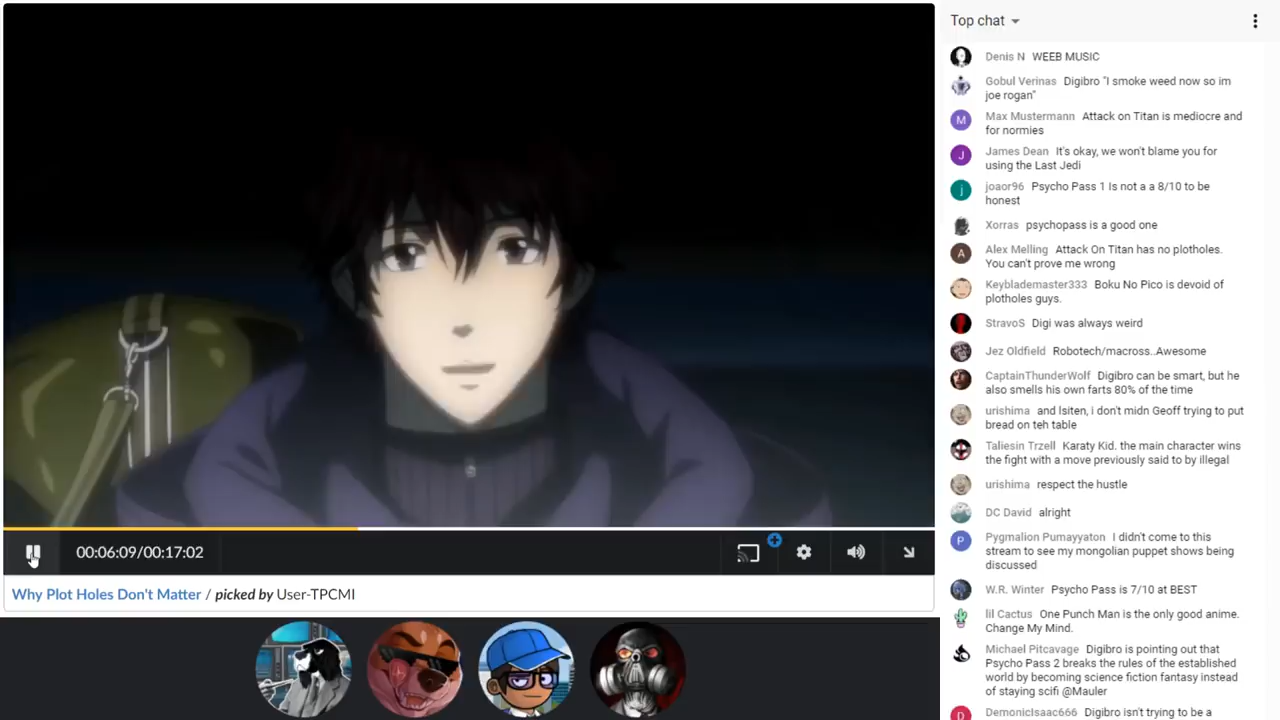 Top chat
Denis N WEEB MUSIC
Gobul Verinas Digibro "I smoke weed now so im
joe rogan"
M
Max Mustermann Attack on Titan is mediocre and
for normies
J
James Dean It's okay, we won't blame you for
using the Last Jedi
j
joaor96 Psycho Pass 1 Is not a a 8/10 to be
honest
Xorras psychopass is a good one
A
Alex Melling Attack On Titan has no plotholes.
You can't prove me wrong
Keyblademaster333 Boku No Pico is devoid of
plotholes guys.
StravoS Digi was always weird
Jez Oldfield Robotech/macross..Awesome
CaptainThunderWolf Digibro can be smart, but he
also smells his own farts 80% of the time
urishima and lsiten, i don't midn Geoff trying to put
bread on teh table
Taliesin Trzell Karaty Kid. the main character wins
the fight with a move previously said to by illegal
urishima respect the hustle
DC David alright
P
Pygmalion Pumayyaton I didn't come to this
stream to see my mongolian puppet shows being
discussed
W.R. Winter Psycho Pass is 7/10 at BEST
lil Cactus One Punch Man is the only good anime.
Change My Mind.
Michael Pitcavage Digibro is pointing out that
Psycho Pass 2 breaks the rules of the established
world by becoming science fiction fantasy instead
of staying scifi @Mauler
D
DemonicIsaac666 Digibro isn't trying to be a
00:06:09/00:17:02
Why Plot Holes Don't Matter / picked by User-TPCMI